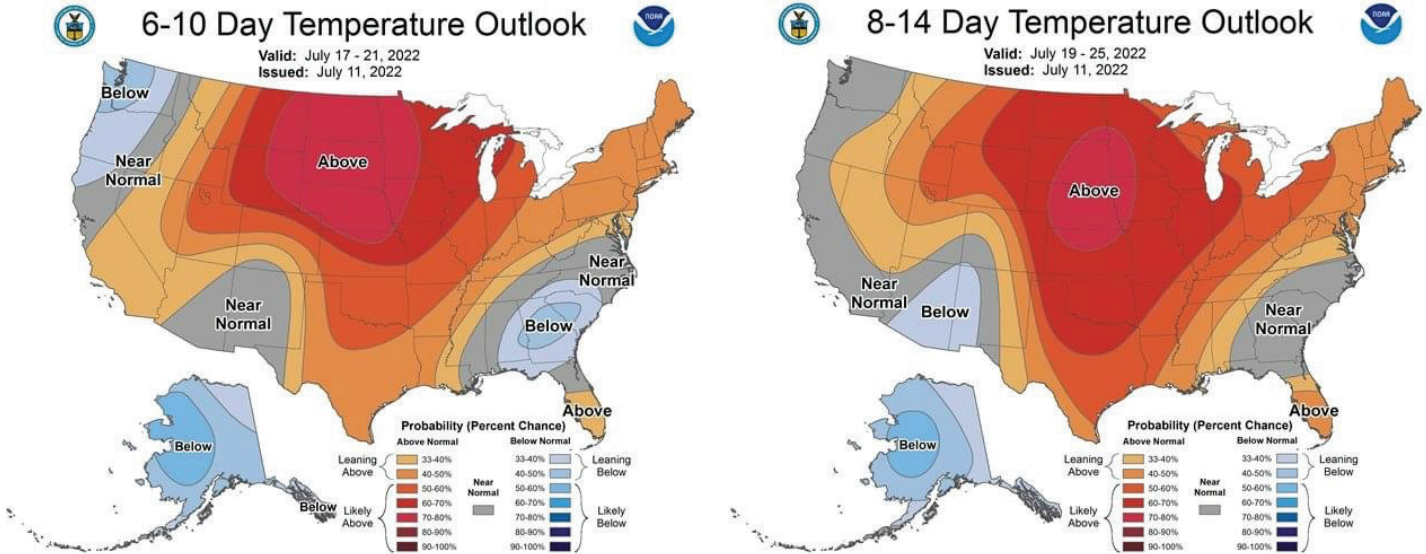 6-10 Day Temperature Outlook
Valid: July 17 - 21, 2022
Issued: July 11, 2022
NOAA
Below
Near
Normal
Above
Near
Normal
Near
Normal
Below
Above
Below
Below
Probability (Percent Chance)
Above Normal
Below Normal
Leaning
Above
33-40%
40-50%
Likely
Above
50-60%
60-70%
70-80%
80-90%
90-100%
Near
Normal
33-40%
40-50%
Leaning
Below
50-60%
60-70%
70-80%
80-90%
90-100%
Likely
Below
8-14 Day Temperature Outlook
Valid: July 19 - 25, 2022
Issued: July 11, 2022
NOAA
Above
Near
Normal
Below
Near
Normal
Above
Below
Probability (Percent Chance)
Above Normal
Below Normal
Leaning
Above
33-40%
40-50%
Likely
Above
50-60%
60-70%
70-80%
80-90%
90-100%
Near
Normal
33-40%
40-50%
Leaning
Below
50-60%
60-70%
70-80%
80-90%
90-100%
Likely
Below